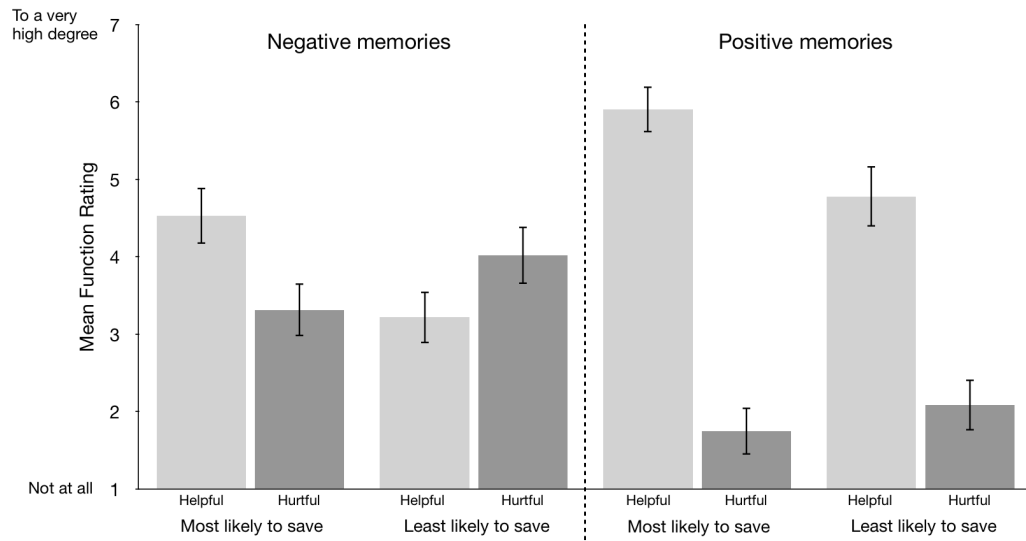 To a very
high degree
7
6
5
4
3
2
1
Not at all
Mean Function Rating
Negative memories
Positive memories
Helpful Hurtful Helpful Hurtful Helpful Hurtful Helpful Hurtful
Most likely to save Least likely to save Most likely to save Least likely to save